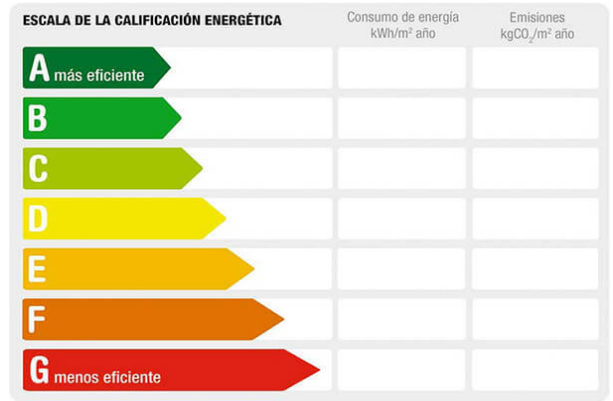 ESCALA DE LA CALIFICACIÓN ENERGÉTICA
Consumo de energía
kWh/m² año
Emisiones
kgCO₂/m² año
A más eficiente
B
C
D
E
F
G menos eficiente